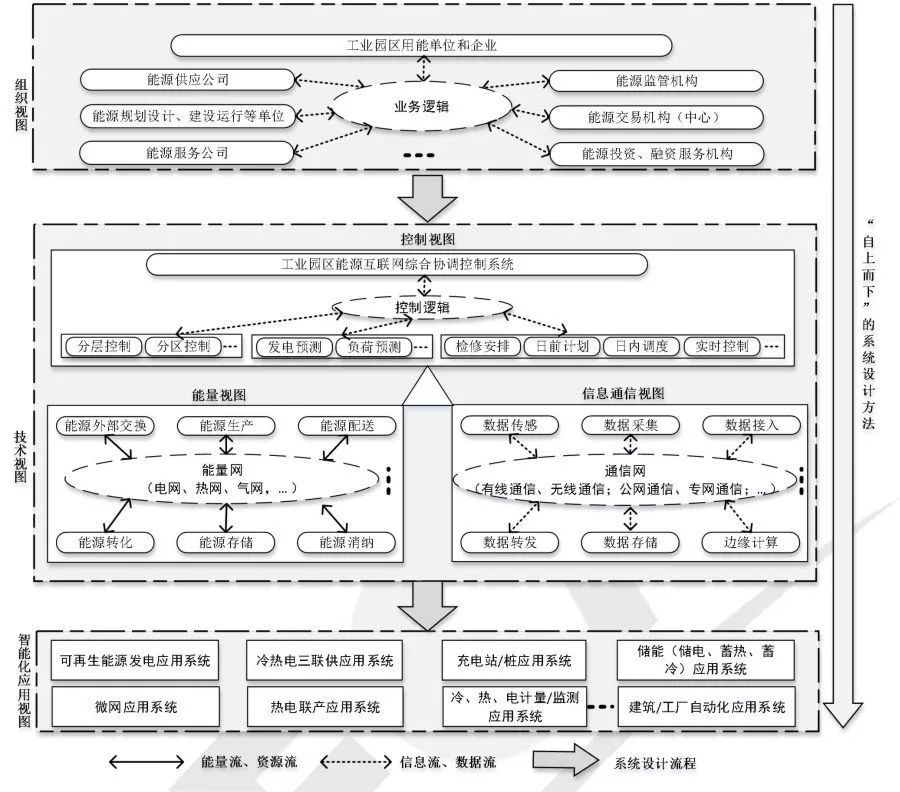 组织视图
工业园区用能单位和企业
能源供应公司
能源监管机构
业务逻辑
能源规划设计、建设运行等单位
能源交易机构（中心）
能源服务公司
能源投资、融资服务机构
“自上而下”的系统设计方法
技术视图
控制视图
工业园区能源互联网综合协调控制系统
控制逻辑
分层控制
分区控制
发电预测
负荷预测
检修安排
日前计划
日内调度
实时控制
能量视图
能源外部交换
能源生产
能源配送
能量网
（电网、热网、气网，…）
能源转化
能源存储
能源消纳
信息通信视图
数据传感
数据采集
数据接入
通信网
（有线通信、无线通信；公网通信、专网通信；…）
数据转发
数据存储
边缘计算
智能化应用视图
可再生能源发电应用系统
冷热电三联供应用系统
充电站/桩应用系统
储能（储电、蓄热、蓄
冷）应用系统
微网应用系统
热电联产应用系统
冷、热、电计量/监测
应用系统
建筑/工厂自动化应用系统
能量流、资源流
信息流、数据流
系统设计流程